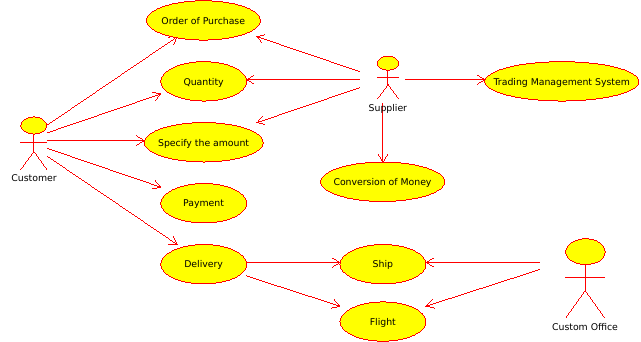 Order of Purchase
Quantity
Trading Management System
Supplier
Specify the amount
Customer
Conversion of Money
Payment
Delivery
Ship
Flight
Custom Office